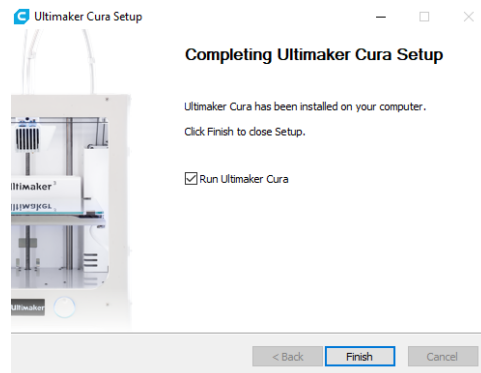 Ultimaker Cura Setup
Completing Ultimaker Cura Setup
Ultimaker Cura has been installed on your computer.
Click Finish to close Setup.
Run Ultimaker Cura
Ultimaker³
Ultimaker
< Back
Finish
Cancel